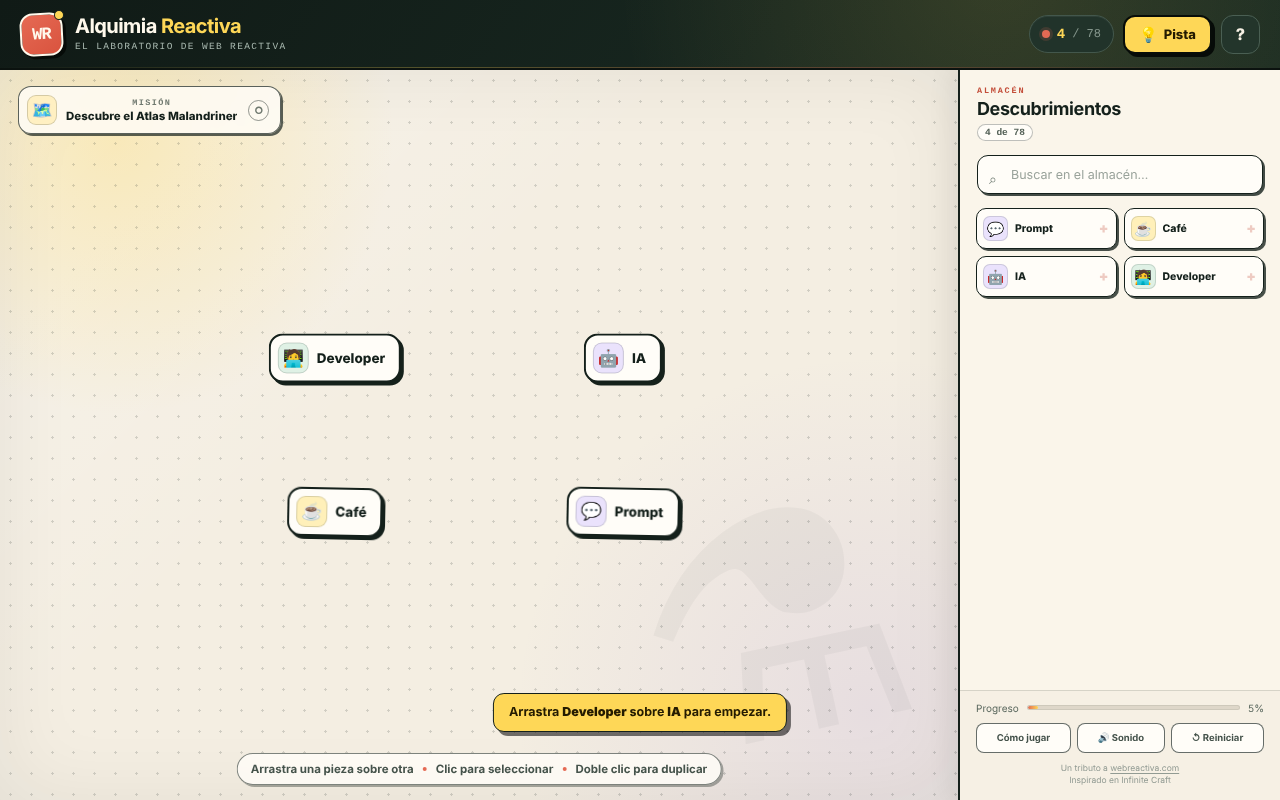 WR
Alquimia Reactiva
EL LABORATORIO DE WEB REACTIVA
4 / 78
Pista
?
MISIÓN
Descubre el Atlas Malandriner
Developer
IA
Café
Prompt
Arrastra Developer sobre IA para empezar.
Arrastra una pieza sobre otra • Clic para seleccionar • Doble clic para duplicar
ALMACÉN
Descubrimientos
4 de 78
Buscar en el almacén...
Prompt +
Café +
IA +
Developer +
Progreso 5%
Cómo jugar
Sonido
Reiniciar
Un tributo a webreactiva.com
Inspirado en Infinite Craft